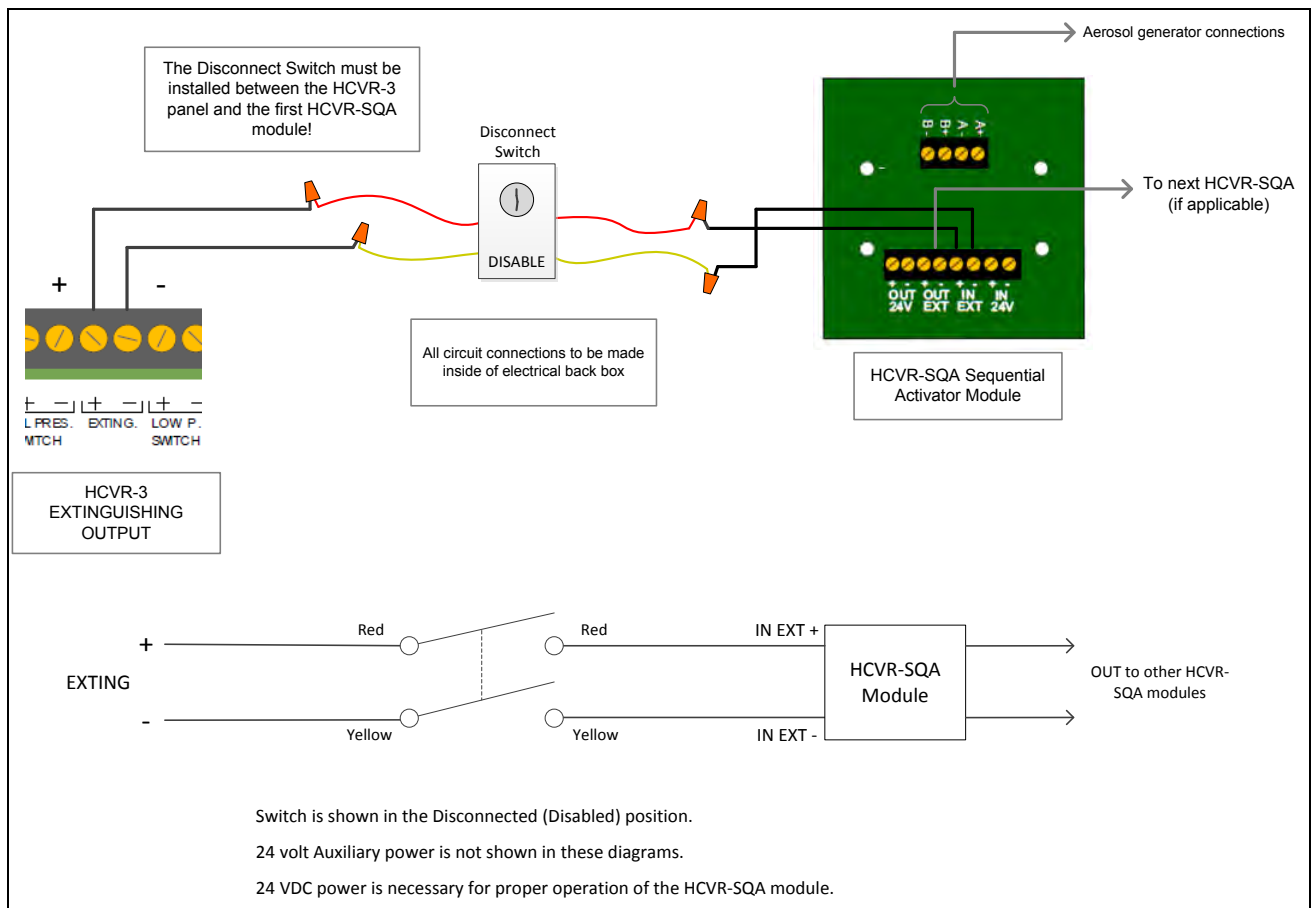 Aerosol generator connections
The Disconnect Switch must be
installed between the HCVR-3
panel and the first HCVR-SQA
module!
Disconnect
Switch
DISABLE
B- B+ A- A+
To next HCVR-SQA
(if applicable)
+ - + - + - + -
OUT OUT IN IN
24V EXT EXT 24V
All circuit connections to be made
inside of electrical back box
HCVR-SQA Sequential
Activator Module
+ -
+ - + - + -
L PRES. EXTING. LOW P.
WITCH SWITCH
HCVR-3
EXTINGUISHING
OUTPUT
Red Red IN EXT +
+
EXTING
-
Yellow Yellow IN EXT -
HCVR-SQA
Module
OUT to other HCVR-
SQA modules
Switch is shown in the Disconnected (Disabled) position.
24 volt Auxiliary power is not shown in these diagrams.
24 VDC power is necessary for proper operation of the HCVR-SQA module.